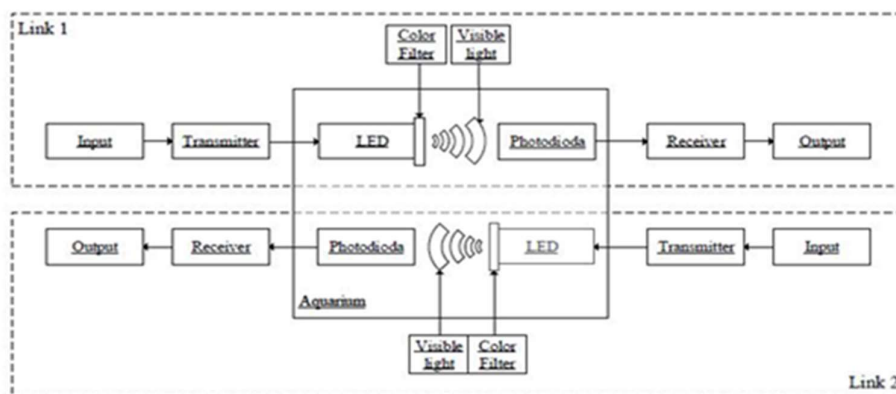 Link 1
Color
Filter
Visible
light
Input
Transmitter
LED
Photodioda
Receiver
Output
Output
Receiver
Photodioda
LED
Transmitter
Input
Aquarium
Visible
light
Color
Filter
Link 2